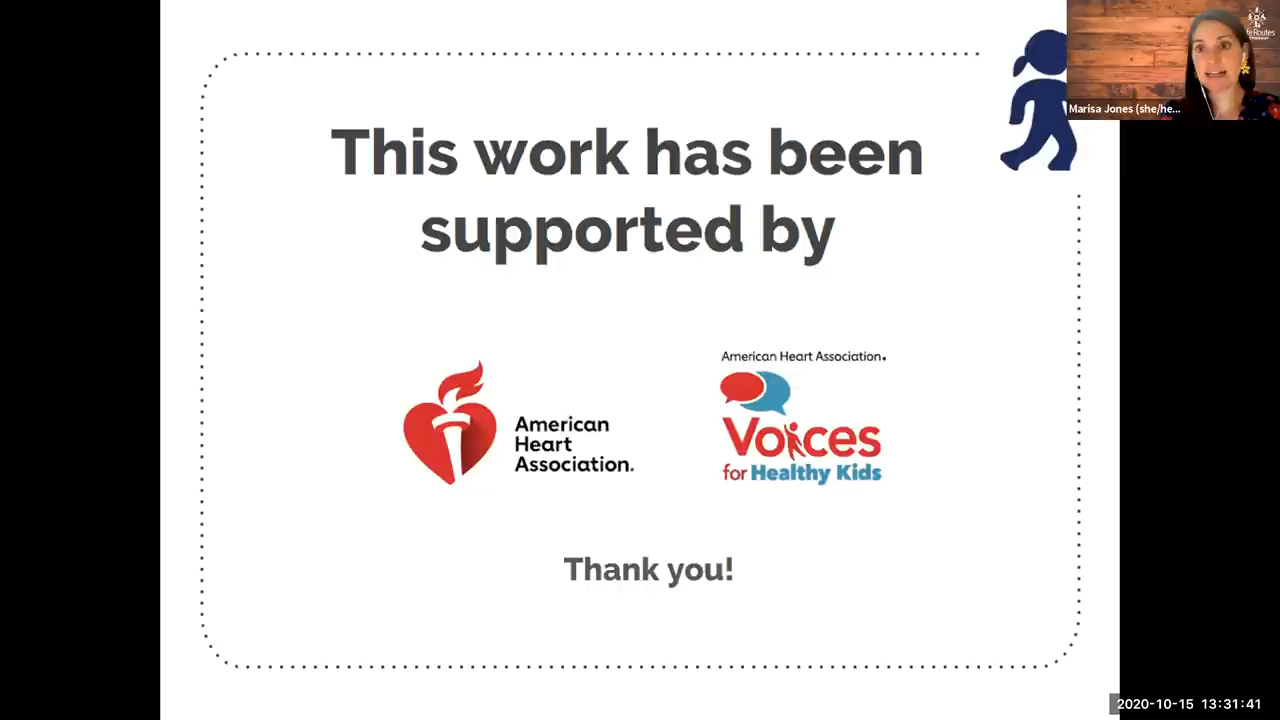 This work has been
supported by
American
Heart
Association.
American Heart Association.
Voices
for Healthy Kids
Thank you!
Routes
Marisa Jones (she/he...
2020-10-15 13:31:41